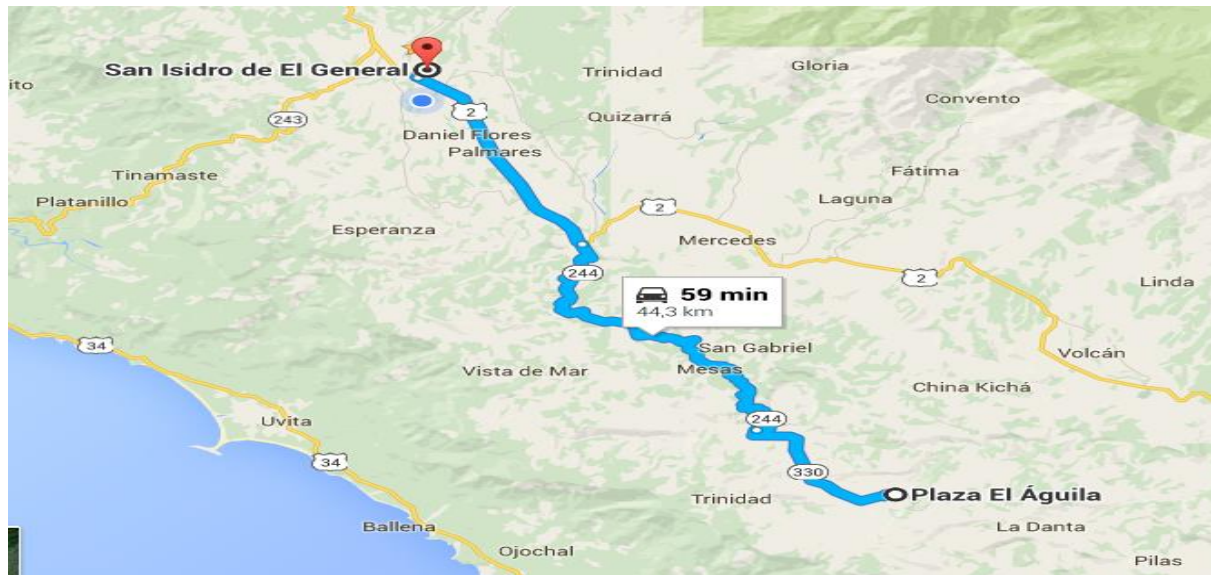 San Isidro de El General
Trinidad
Gloria
ito
Convento
2
Quizarrá
243
Daniel Flores
Palmares
Tinamaste
Fátima
Platanillo
Laguna
2
Esperanza
Mercedes
244
2
Linda
59 min
44,3 km
34
San Gabriel
Volcán
Vista de Mar
Mesas
China Kichá
Uvita
244
34
330
Trinidad
Plaza El Águila
Ballena
La Danta
Ojochal
Pilas